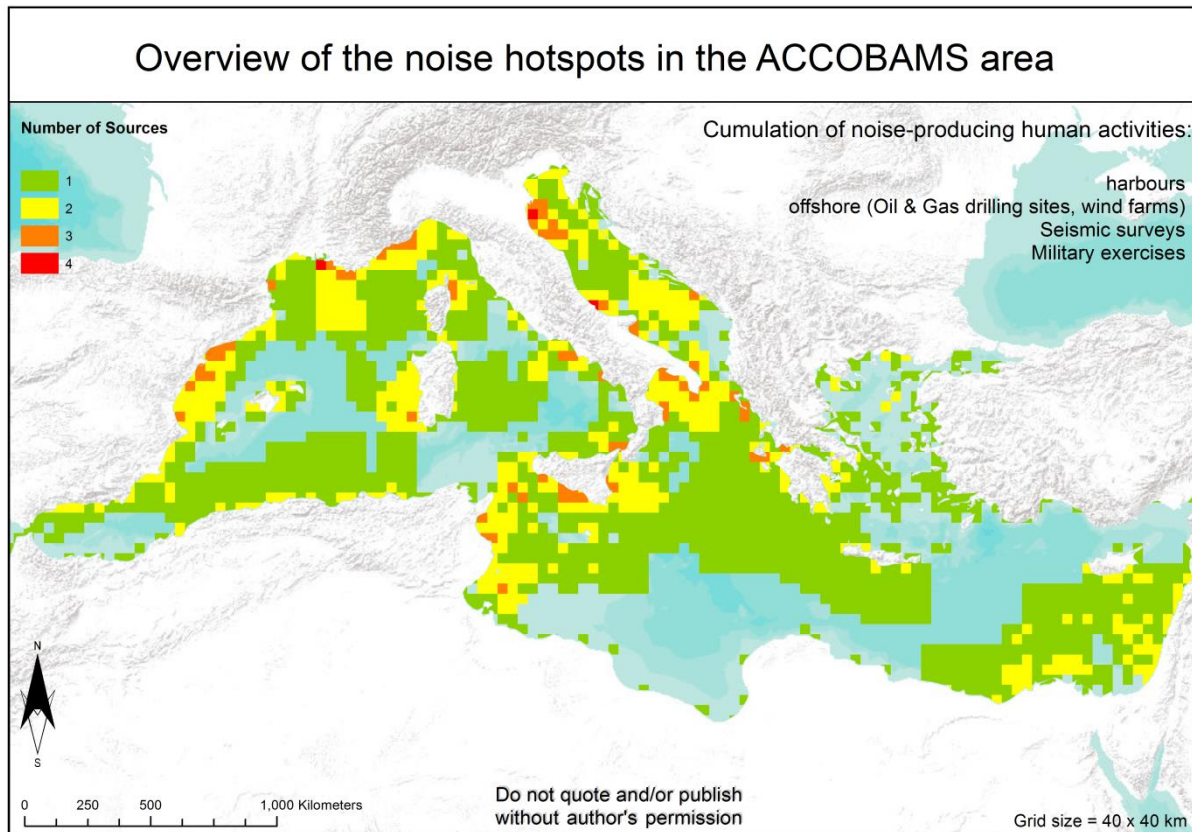 Overview of the noise hotspots in the ACCOBAMS area
Number of Sources
1
2
3
4
Cumulation of noise-producing human activities:
harbours
offshore (Oil & Gas drilling sites, wind farms)
Seismic surveys
Military exercises
N
S
0 250 500 1,000 Kilometers
Do not quote and/or publish
without author's permission
Grid size = 40 x 40 km